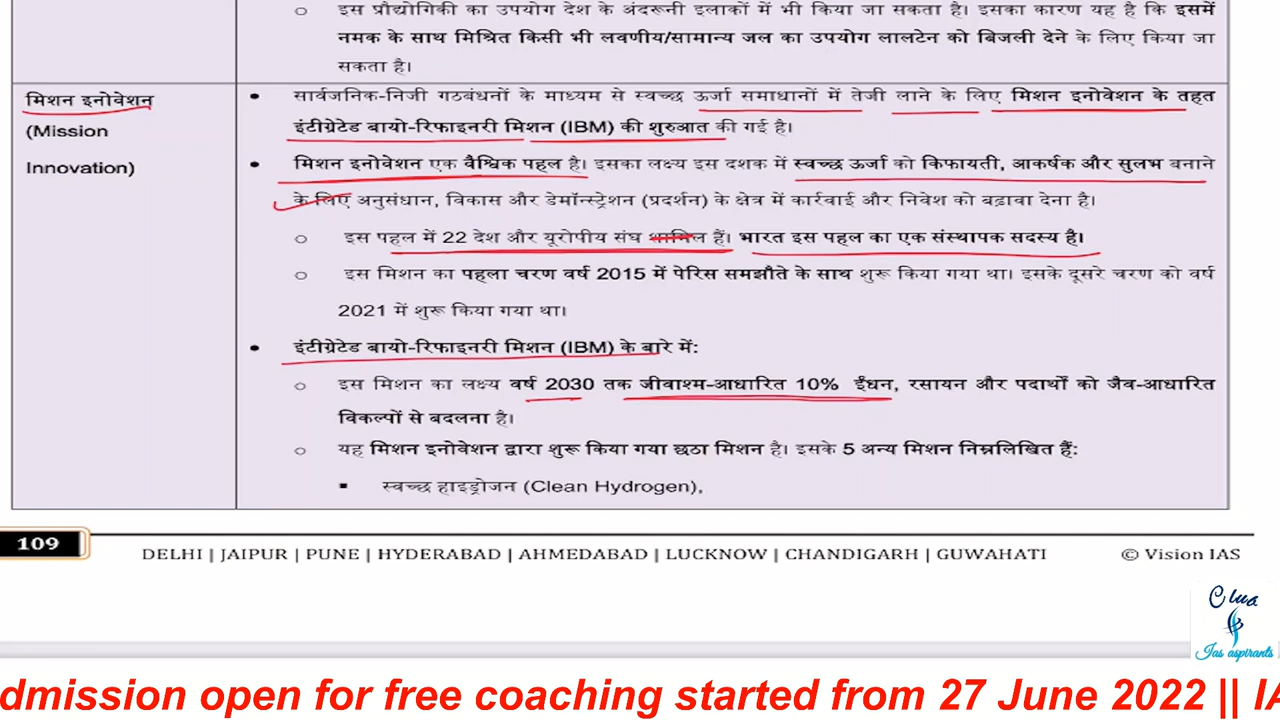 इस प्रौद्योगिकी का उपयोग देश के अंदरूनी इलाकों में भी किया जा सकता है। इसका कारण यह है कि इसमें
नमक के साथ मिश्रित किसी भी लवणीय/सामान्य जल का उपयोग लालटेन को बिजली देने के लिए किया जा
सकता है।
मिशन इनोवेशन
(Mission
Innovation)
सार्वजनिक-निजी गठबंधनों के माध्यम से स्वच्छ ऊर्जा समाधानों में तेजी लाने के लिए मिशन इनोवेशन के तहत
इंटीग्रेटेड बायो-रिफाइनरी मिशन (IBM) की शुरुआत की गई है।
मिशन इनोवेशन एक वैश्विक पहल है। इसका लक्ष्य इस दशक में स्वच्छ ऊर्जा को किफायती, आकर्षक और सुलभ बनाने
के लिए अनुसंधान, विकास और डेमॉन्स्ट्रेशन (प्रदर्शन) के क्षेत्र में कार्रवाई और निवेश को बढ़ावा देना है।
इस पहल में 22 देश और यूरोपीय संघ शामिल हैं। भारत इस पहल का एक संस्थापक सदस्य है।
इस मिशन का पहला चरण वर्ष 2015 में पेरिस समझौते के साथ शुरू किया गया था। इसके दूसरे चरण को वर्ष
2021 में शुरू किया गया था।
इंटीग्रेटेड बायो-रिफाइनरी मिशन (IBM) के बारे में:
इस मिशन का लक्ष्य वर्ष 2030 तक जीवाश्म-आधारित 10% ईंधन, रसायन और पदार्थों को जैव-आधारित
विकल्पों से बदलना है।
यह मिशन इनोवेशन द्वारा शुरू किया गया छठा मिशन है। इसके 5 अन्य मिशन निम्नलिखित हैं:
स्वच्छ हाइड्रोजन (Clean Hydrogen),
109
DELHI | JAIPUR | PUNE | HYDERABAD | AHMEDABAD | LUCKNOW | CHANDIGARH | GUWAHATI
© Vision IAS
Clue
Ias aspirants
dmission open for free coaching started from 27 June 2022 || IA